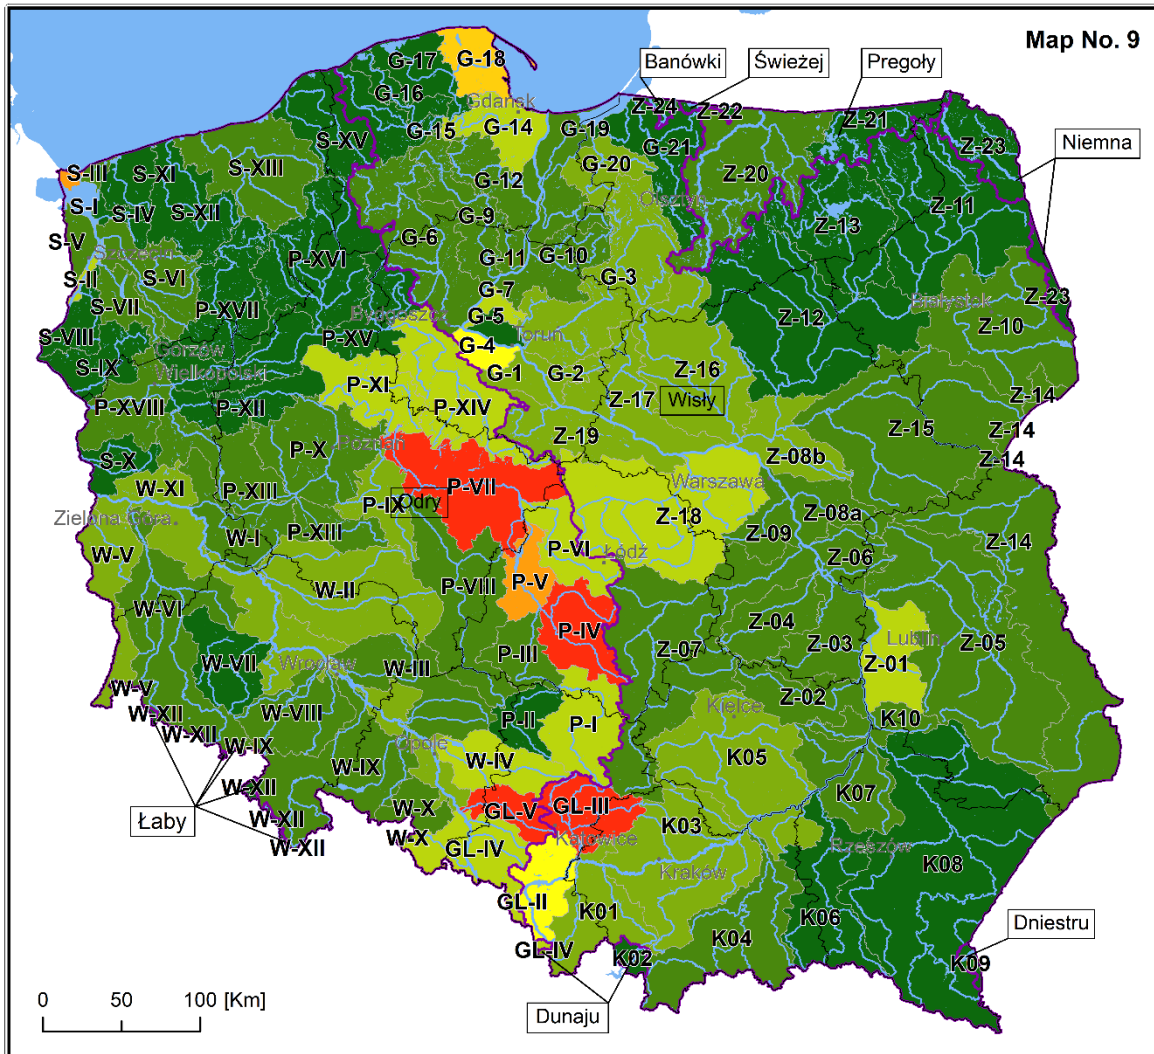 Map No. 9
G-17
G-18
Banówki
Świeżej
Pregoły
G-16
Gdańsk
Z-24
Z-22
G-15
G-14
G-19
Z-21
S-XV
G-21
Z-23
Niemna
S-III
S-XI
S-XIII
G-20
Z-20
G-12
S-I
S-IV
S-XII
Olsztyn
Z-11
G-9
Z-13
S-V
G-6
Szczecin
P-XVI
G-11
G-10
S-II
S-VI
G-3
G-7
Białystok
Z-23
S-VII
P-XVII
Bydgoszcz
G-5
Z-12
Z-10
S-VIII
P-XV
Toruń
G-4
Gorzów
Wielkopolski
S-IX
G-1
G-2
Z-16
P-XI
Z-14
P-XVIII
P-XII
P-XIV
Z-17
Wisły
Z-15
Z-14
P-X
Poznań
Z-19
Z-08b
Z-14
S-X
P-VII
Warszawa
W-XI
P-XIII
P-IX
Odry
Z-18
Z-08a
Zielona Góra
W-I
P-XIII
Z-09
Z-14
W-V
P-VI
Łódź
Z-06
W-II
P-VIII
P-V
W-VI
P-IV
Z-04
Lublin
Z-03
Z-05
W-VII
Wrocław
P-III
Z-07
Z-01
W-III
W-V
Z-02
W-XII
W-VIII
P-II
P-I
Kielce
K10
W-XII
W-IX
Opole
K05
W-IV
W-IX
W-XII
K07
W-X
GL-V
GL-III
Łaby
W-XII
K03
W-X
Katowice
Rzeszów
W-XII
GL-IV
K08
Kraków
GL-II
K01
K06
Dniestru
K04
GL-IV
K02
K09
0 50 100 [Km]
Dunaju